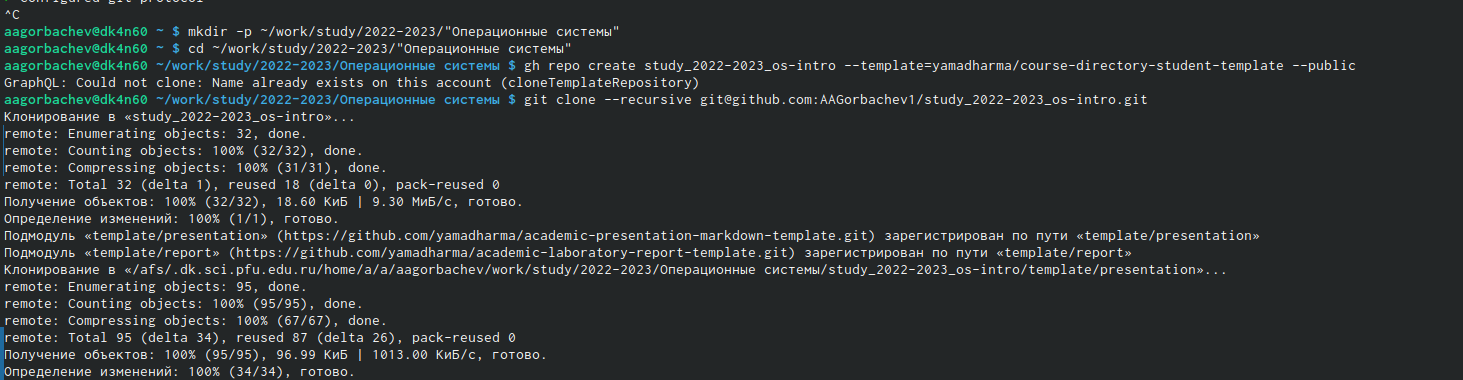 configured git protocol
^C
aagorbachev@dk4n60 ~ $ mkdir -p ~/work/study/2022-2023/"Операционные системы"
aagorbachev@dk4n60 ~ $ cd ~/work/study/2022-2023/"Операционные системы"
aagorbachev@dk4n60 ~/work/study/2022-2023/Операционные системы $ gh repo create study_2022-2023_os-intro --template=yamadharma/course-directory-student-template --public
GraphQL: Could not clone: Name already exists on this account (cloneTemplateRepository)
aagorbachev@dk4n60 ~/work/study/2022-2023/Операционные системы $ git clone --recursive git@github.com:AAGorbachev1/study_2022-2023_os-intro.git
Клонирование в «study_2022-2023_os-intro»...
remote: Enumerating objects: 32, done.
remote: Counting objects: 100% (32/32), done.
remote: Compressing objects: 100% (31/31), done.
remote: Total 32 (delta 1), reused 18 (delta 0), pack-reused 0
Получение объектов: 100% (32/32), 18.60 КиБ | 9.30 МиБ/с, готово.
Определение изменений: 100% (1/1), готово.
Подмодуль «template/presentation» (https://github.com/yamadharma/academic-presentation-markdown-template.git) зарегистрирован по пути «template/presentation»
Подмодуль «template/report» (https://github.com/yamadharma/academic-laboratory-report-template.git) зарегистрирован по пути «template/report»
Клонирование в «/afs/.dk.sci.pfu.edu.ru/home/a/a/aagorbachev/work/study/2022-2023/Операционные системы/study_2022-2023_os-intro/template/presentation»...
remote: Enumerating objects: 95, done.
remote: Counting objects: 100% (95/95), done.
remote: Compressing objects: 100% (67/67), done.
remote: Total 95 (delta 34), reused 87 (delta 26), pack-reused 0
Получение объектов: 100% (95/95), 96.99 КиБ | 1013.00 КиБ/с, готово.
Определение изменений: 100% (34/34), готово.